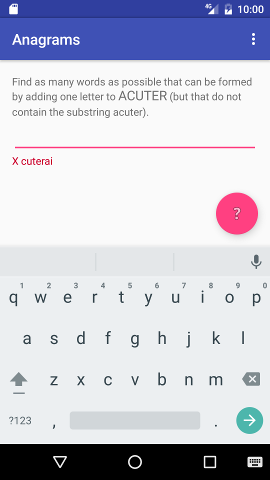 10:00
Anagrams
Find as many words as possible that can be formed
by adding one letter to ACUTER (but that do not
contain the substring acuter).
X cuterai
?
1 2 3 4 5 6 7 8 9 0
q w e r t y u i o p
a s d f g h j k l
z x c v b n m
?123 , .